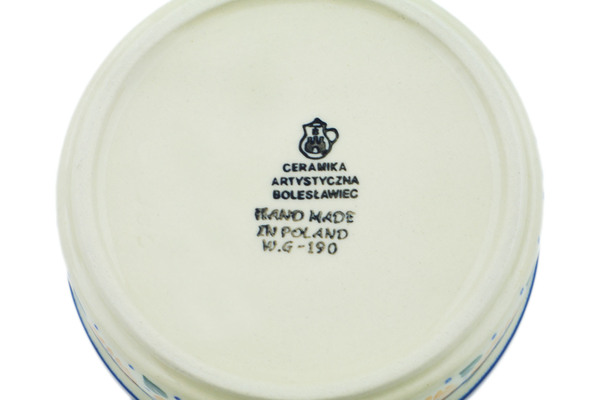 CERAMIKA
ARTYSTYCZNA
BOLESŁAWIEC
HAND MADE
IN POLAND
W.G-190